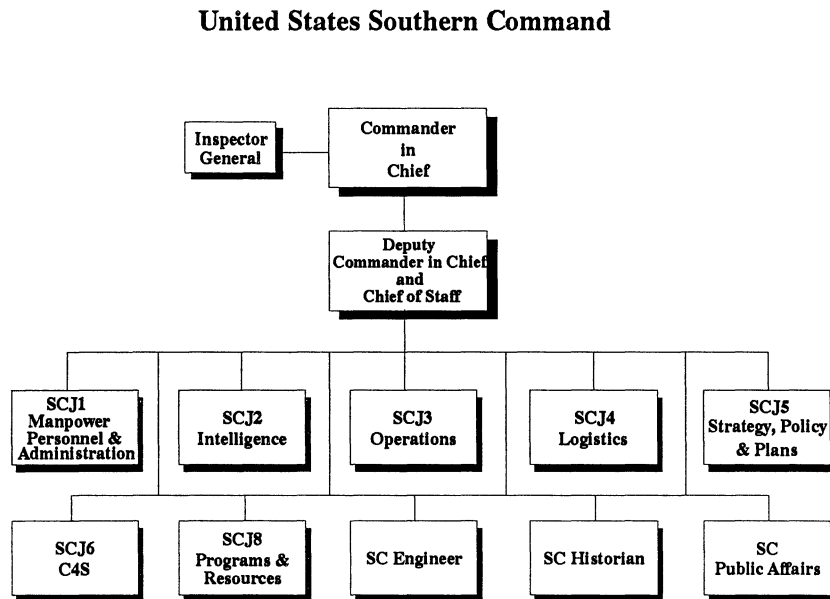 United States Southern Command
Inspector
General
Commander
in
Chief
Deputy
Commander in Chief
and
Chief of Staff
SCJ1
Manpower
Personnel &
Administration
SCJ2
Intelligence
SCJ3
Operations
SCJ4
Logistics
SCJ5
Strategy, Policy
& Plans
SCJ6
C4S
SCJ8
Programs &
Resources
SC Engineer
SC Historian
SC
Public Affairs